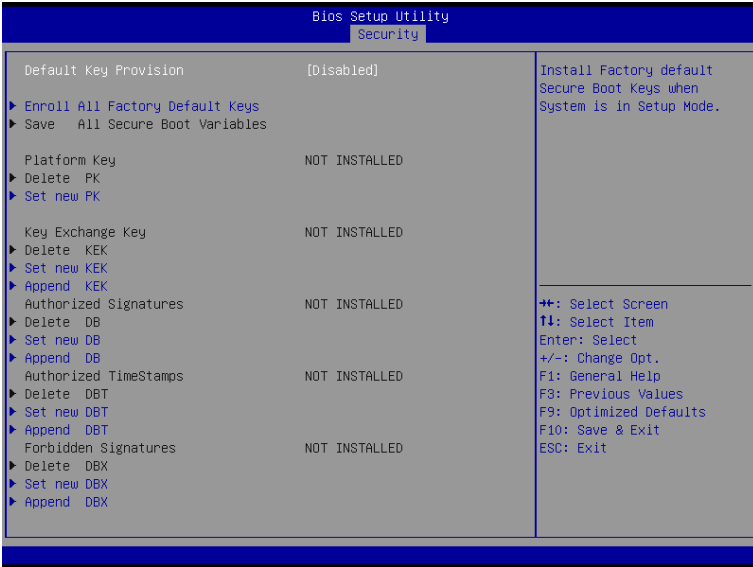 Bios Setup Utility
Security
Default Key Provision [Disabled]
Enroll All Factory Default Keys
Save All Secure Boot Variables
Platform Key NOT INSTALLED
Delete PK
Set new PK
Key Exchange Key NOT INSTALLED
Delete KEK
Set new KEK
Append KEK
Authorized Signatures NOT INSTALLED
Delete DB
Set new DB
Append DB
Authorized TimeStamps NOT INSTALLED
Delete DBT
Set new DBT
Append DBT
Forbidden Signatures NOT INSTALLED
Delete DBX
Set new DBX
Append DBX
Install Factory default
Secure Boot Keys when
System is in Setup Mode.
→←: Select Screen
↑↓: Select Item
Enter: Select
+/-: Change Opt.
F1: General Help
F3: Previous Values
F9: Optimized Defaults
F10: Save & Exit
ESC: Exit